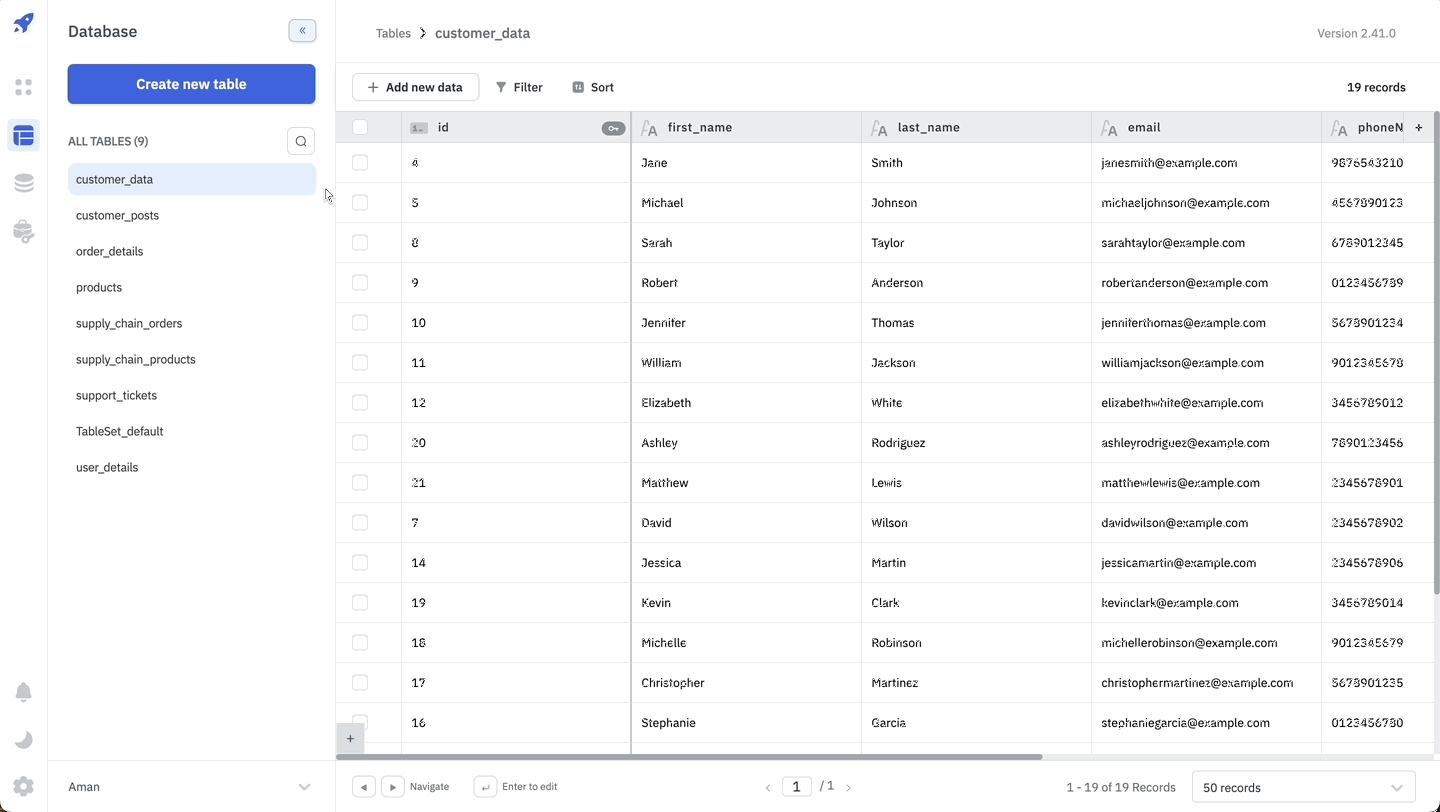 Database
«
Create new table
ALL TABLES (9)
customer_data
customer_posts
order_details
products
supply_chain_orders
supply_chain_products
support_tickets
TableSet_default
user_details
Aman
Tables > customer_data
Version 2.41.0
+ Add new data Filter Sort 19 records
id first_name last_name email phoneN +
4 Jane Smith janesmith@example.com 9876543210
5 Michael Johnson michaeljohnson@example.com 4567890123
8 Sarah Taylor sarahtaylor@example.com 6789012345
9 Robert Anderson robertanderson@example.com 0123456789
10 Jennifer Thomas jenniferthomas@example.com 5678901234
11 William Jackson williamjackson@example.com 9012345678
12 Elizabeth White elizabethwhite@example.com 3456789012
20 Ashley Rodriguez ashleyrodriguez@example.com 7890123456
21 Matthew Lewis matthewlewis@example.com 2345678901
7 David Wilson davidwilson@example.com 2345678902
14 Jessica Martin jessicamartin@example.com 2345678906
19 Kevin Clark kevinclark@example.com 3456789014
18 Michelle Robinson michellerobinson@example.com 9012345679
17 Christopher Martinez christophermartinez@example.com 5678901235
16 Stephanie Garcia stephaniegarcia@example.com 0123456780
+
Navigate Enter to edit < 1 / 1 > 1 - 19 of 19 Records 50 records